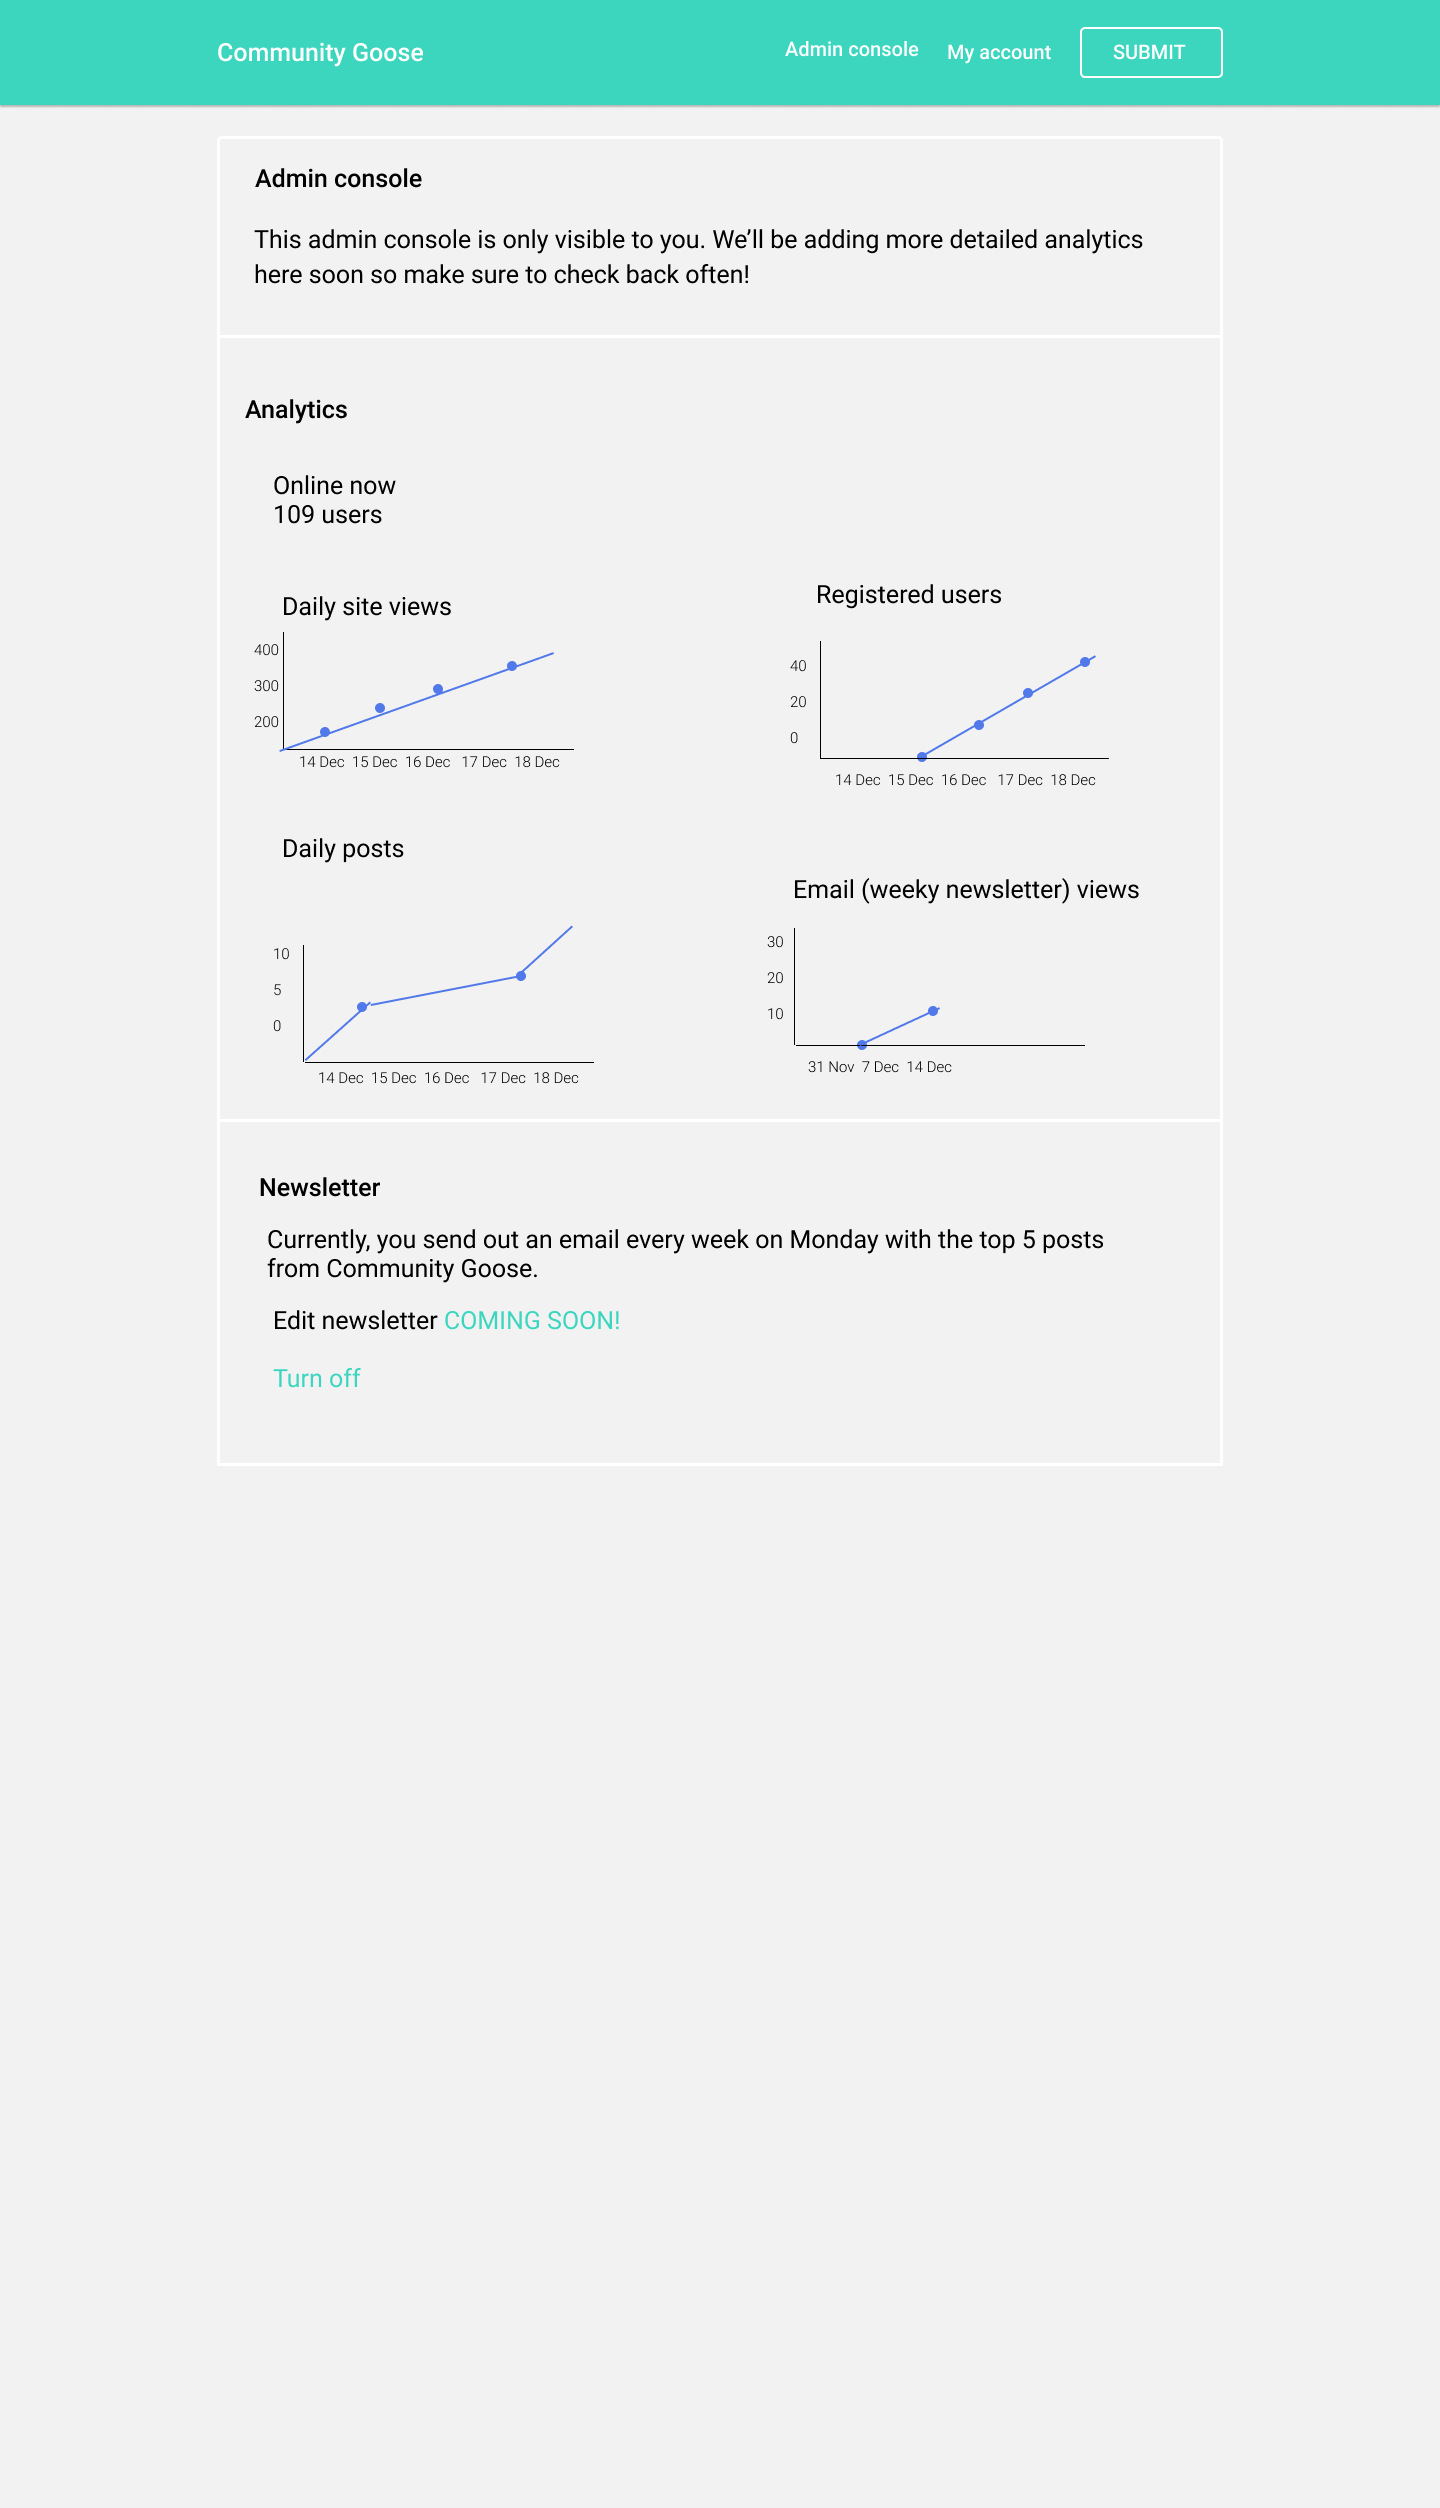 Community Goose
Admin console
My account
SUBMIT
Admin console
This admin console is only visible to you. We’ll be adding more detailed analytics
here soon so make sure to check back often!
Analytics
Online now
109 users
Daily site views
400
300
200
14 Dec 15 Dec 16 Dec 17 Dec 18 Dec
Registered users
40
20
0
14 Dec 15 Dec 16 Dec 17 Dec 18 Dec
Daily posts
10
5
0
14 Dec 15 Dec 16 Dec 17 Dec 18 Dec
Email (weeky newsletter) views
30
20
10
31 Nov 7 Dec 14 Dec
Newsletter
Currently, you send out an email every week on Monday with the top 5 posts
from Community Goose.
Edit newsletter COMING SOON!
Turn off